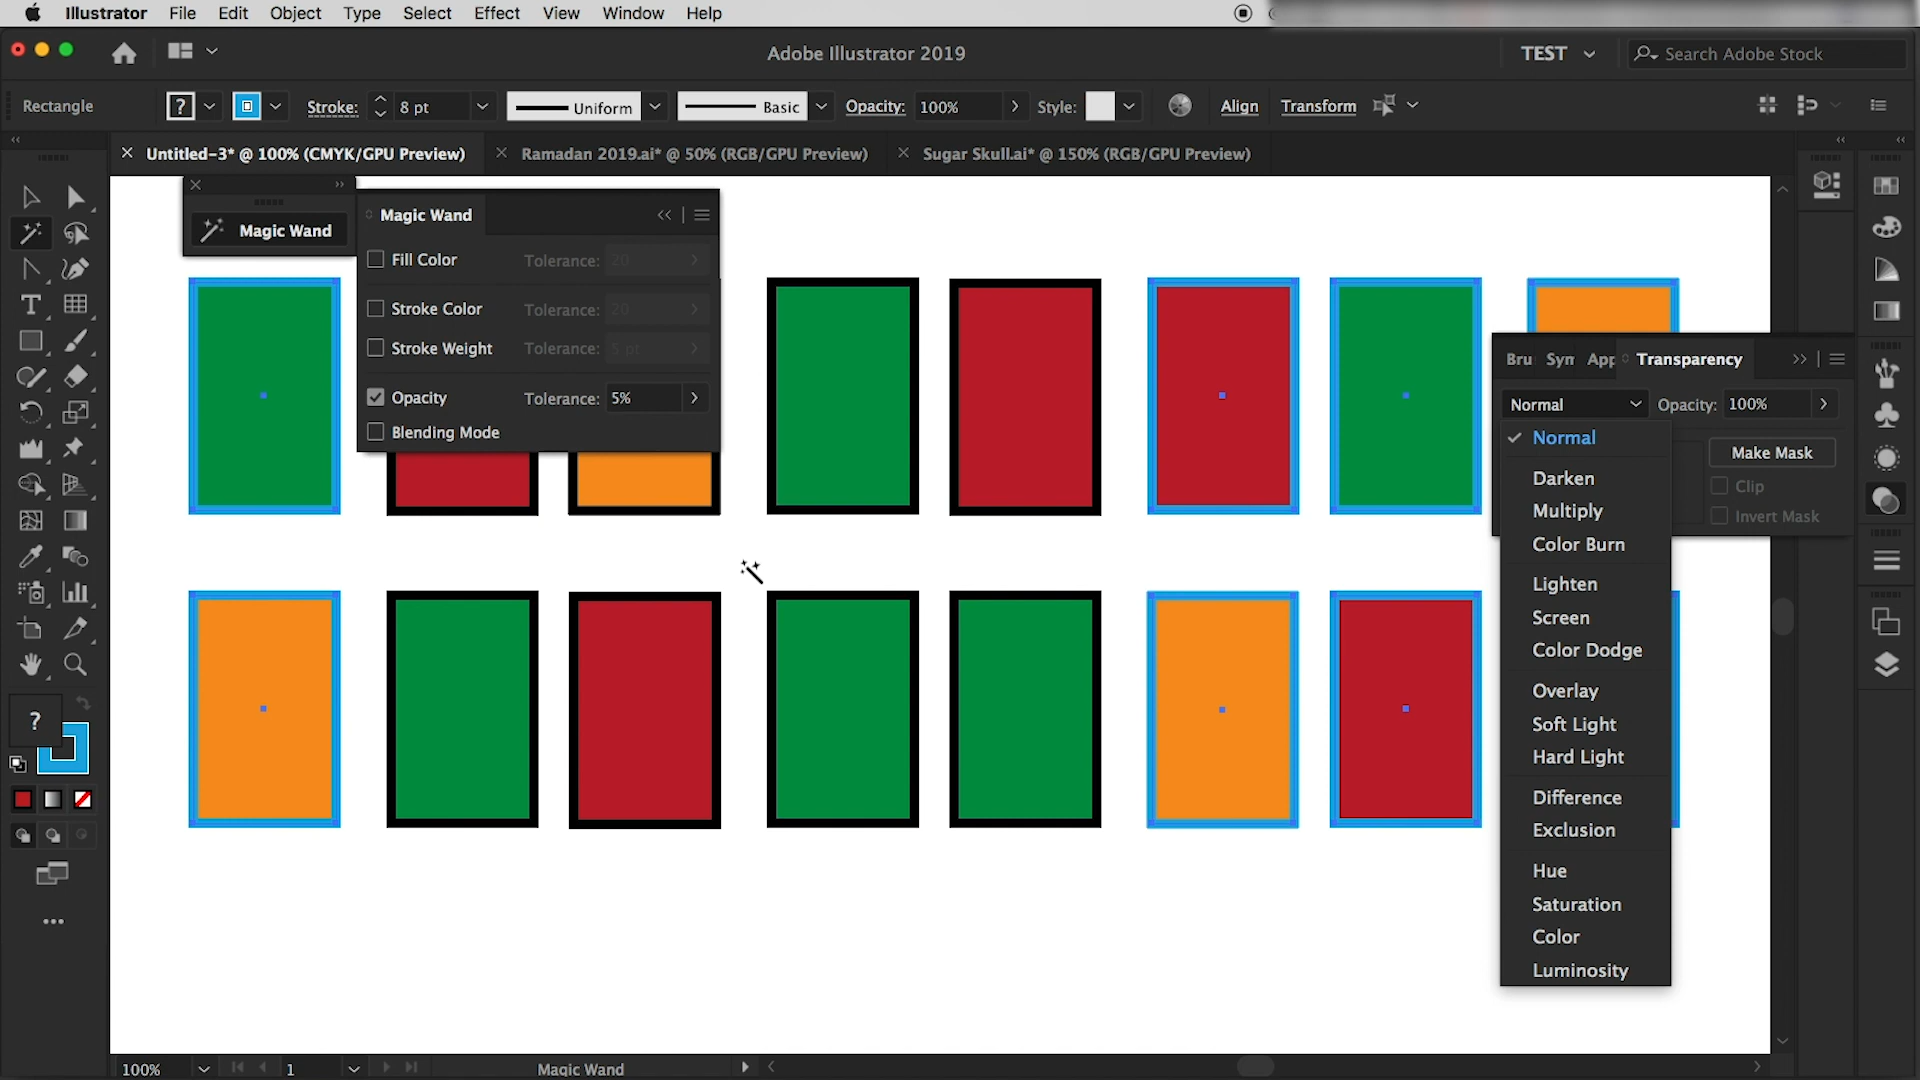 Illustrator File Edit Object Type Select Effect View Window Help
Adobe Illustrator 2019
TEST
Search Adobe Stock
Rectangle
?
Stroke: 8 pt
Uniform
Basic
Opacity: 100%
Style:
Align
Transform
Untitled-3* @ 100% (CMYK/GPU Preview)
Ramadan 2019.ai* @ 50% (RGB/GPU Preview)
Sugar Skull.ai* @ 150% (RGB/GPU Preview)
Magic Wand
Magic Wand
Fill Color Tolerance: 20
Stroke Color Tolerance: 20
Stroke Weight Tolerance: 5 pt
Opacity Tolerance: 5%
Blending Mode
Bru Sym App Transparency
Normal Opacity: 100%
Make Mask
Clip
Invert Mask
Normal
Darken
Multiply
Color Burn
Lighten
Screen
Color Dodge
Overlay
Soft Light
Hard Light
Difference
Exclusion
Hue
Saturation
Color
Luminosity
?
100% 1 Magic Wand